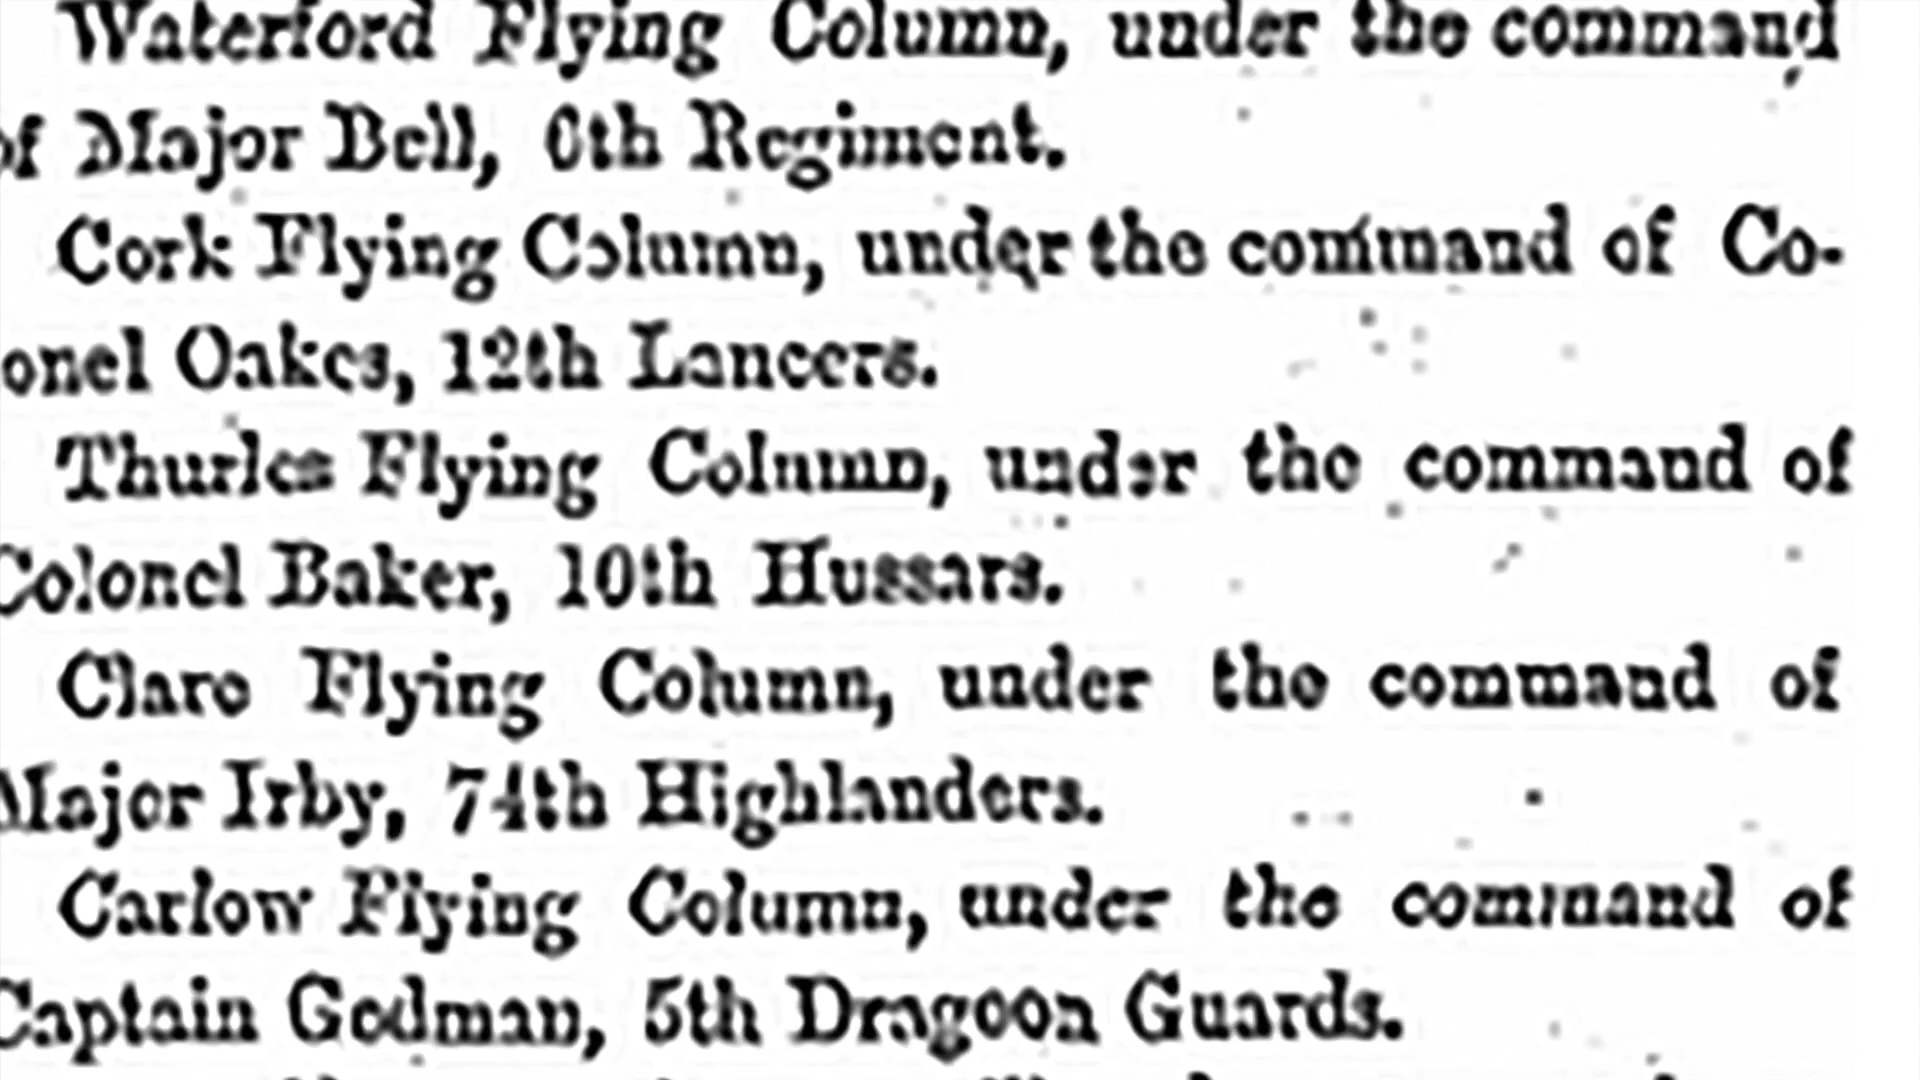 Waterford Flying Column, under the command
of Major Bell, 6th Regiment.
Cork Flying Column, under the command of Co-
onel Oakes, 12th Lancers.
Thurles Flying Column, under the command of
Colonel Baker, 10th Hussars.
Clare Flying Column, under the command of
Major Irby, 74th Highlanders.
Carlow Flying Column, under the command of
Captain Godman, 5th Dragoon Guards.